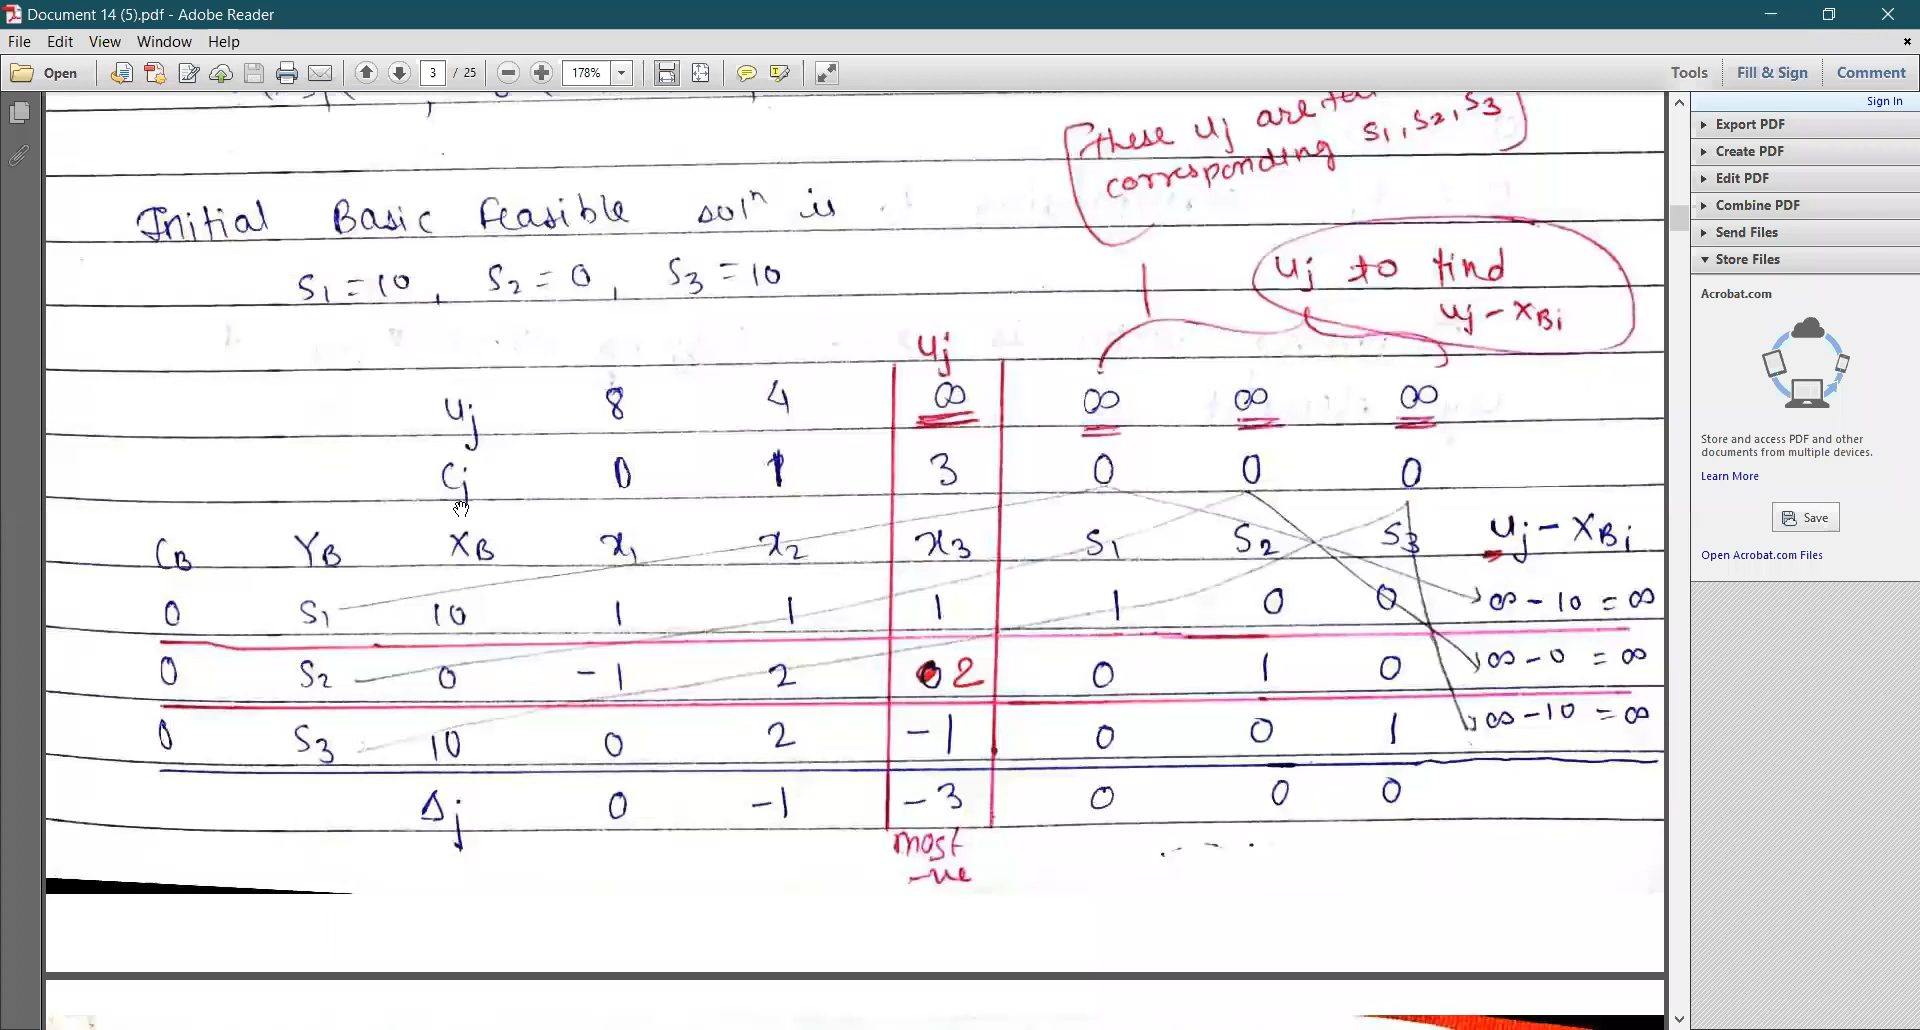 Document 14 (5).pdf - Adobe Reader
File Edit View Window Help
Open 3 / 25 178% Tools Fill & Sign Comment
Sign In
Export PDF
Create PDF
Edit PDF
Combine PDF
Send Files
Store Files
Acrobat.com
Store and access PDF and other
documents from multiple devices.
Learn More
Save
Open Acrobat.com Files
these uj are
corresponding S1, S2, S3
Initial Basic Feasible solⁿ is
S1 = 10, S2 = 0, S3 = 10
uj to find
uj - XBi
uj
uj 8 4 ∞ ∞ ∞ ∞
Cj 0 1 3 0 0 0
CB YB XB x1 x2 x3 S1 S2 S3 uj - XBi
0 S1 10 1 1 1 1 0 0 ∞ - 10 = ∞
0 S2 0 -1 2 2 0 1 0 ∞ - 0 = ∞
0 S3 10 0 2 -1 0 0 1 ∞ - 10 = ∞
Δj 0 -1 -3 0 0 0
most
-ve